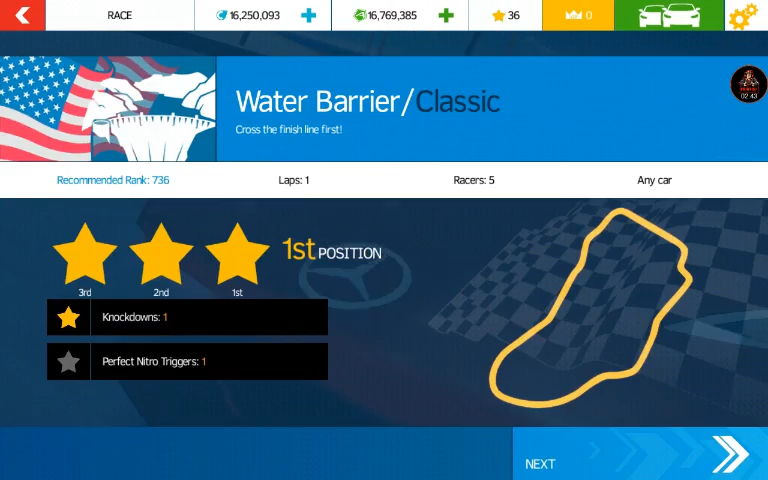 RACE
16,250,093
16,769,385
36
0
Water Barrier/Classic
Cross the finish line first!
02:43
Recommended Rank: 736
Laps: 1
Racers: 5
Any car
1st POSITION
3rd
2nd
1st
Knockdowns: 1
Perfect Nitro Triggers: 1
NEXT